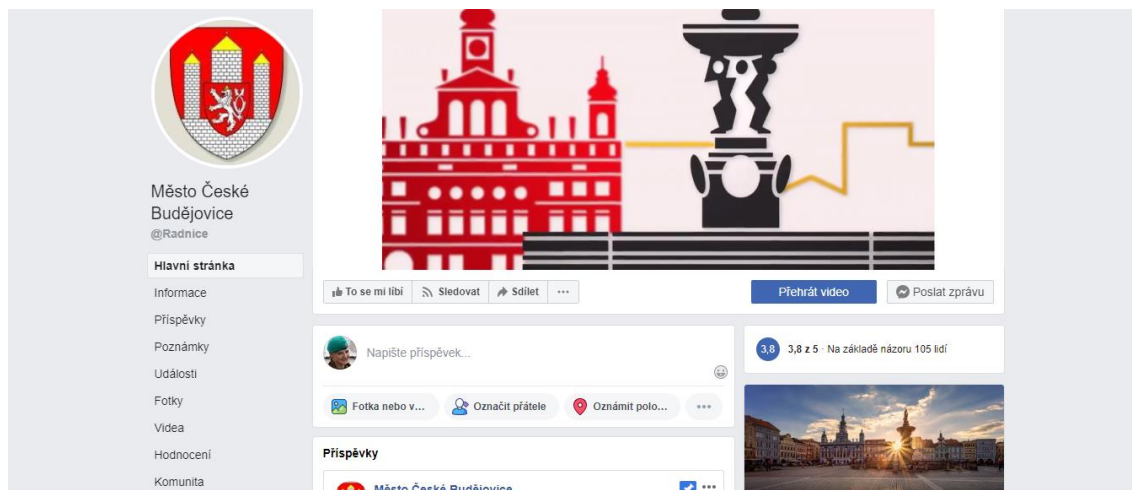 Město České
Budějovice
@Radnice
Hlavní stránka
Informace
Příspěvky
Poznámky
Události
Fotky
Videa
Hodnocení
Komunita
To se mi líbí
Sledovat
Sdílet
Přehrát video
Poslat zprávu
Napište příspěvek...
Fotka nebo v...
Označit přátele
Oznámit polo...
3,8
3,8 z 5 · Na základě názoru 105 lidí
Příspěvky
Město České Budějovice